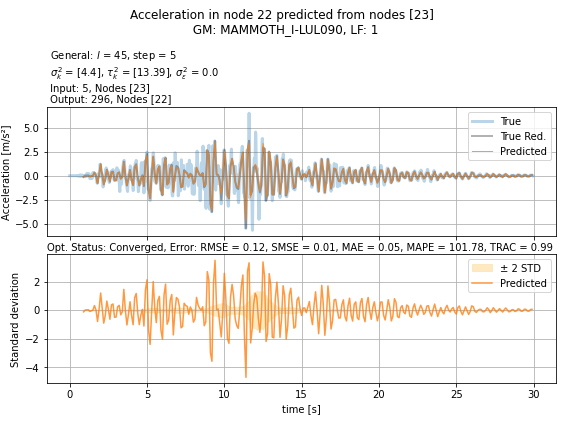 Acceleration in node 22 predicted from nodes [23]
GM: MAMMOTH_I-LUL090, LF: 1
General: l = 45, step = 5
σ²ₖ = [4.4], τ²ₖ = [13.39], σ²ε = 0.0
Input: 5, Nodes [23]
Output: 296, Nodes [22]
True
True Red.
Predicted
Acceleration [m/s²]
5.0
2.5
0.0
−2.5
−5.0
Opt. Status: Converged, Error: RMSE = 0.12, SMSE = 0.01, MAE = 0.05, MAPE = 101.78, TRAC = 0.99
± 2 STD
Predicted
Standard deviation
2
0
−2
−4
0 5 10 15 20 25 30
time [s]